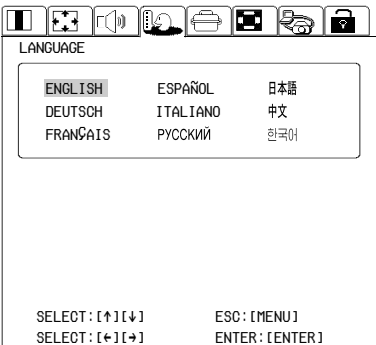 LANGUAGE
ENGLISH ESPAÑOL 日本語
DEUTSCH ITALIANO 中文
FRANÇAIS РУССКИЙ 한국어
SELECT:[↑][↓] ESC:[MENU]
SELECT:[←][→] ENTER:[ENTER]